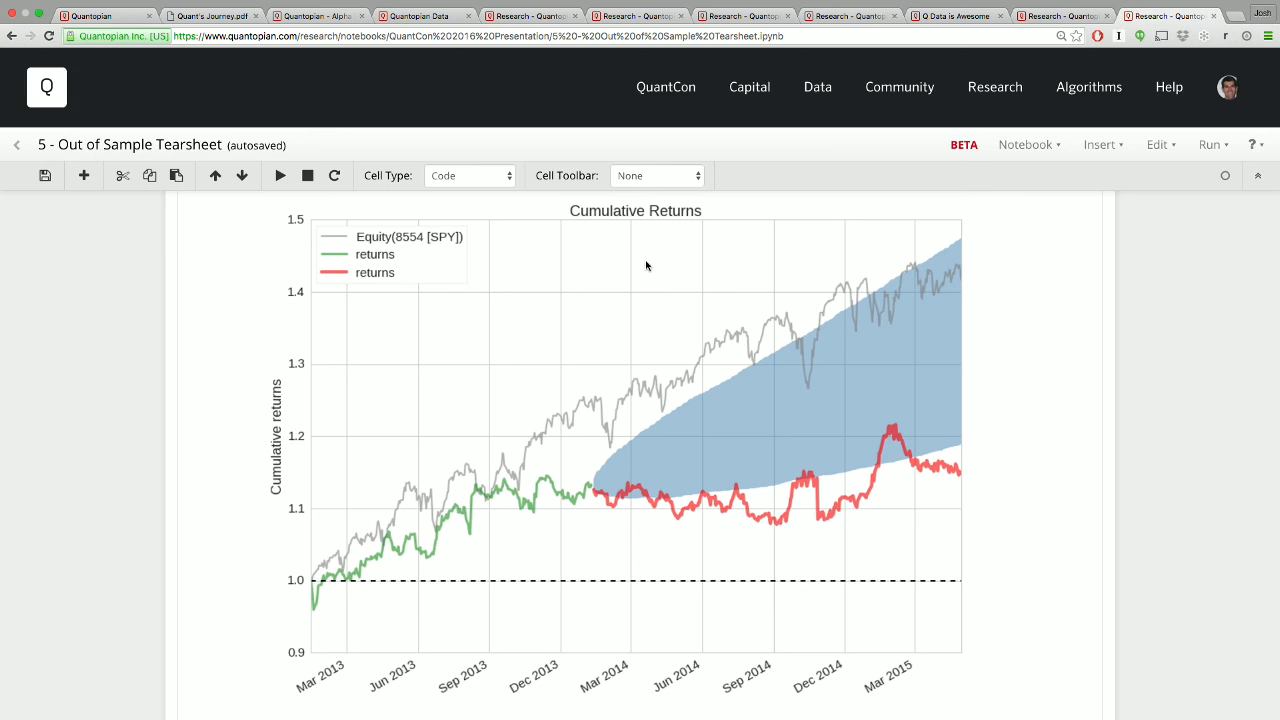 Quantopian
Quant's Journey.pdf
Quantopian - Alpha
Quantopian Data
Research - Quantop
Research - Quantop
Research - Quantop
Research - Quantop
Q Data is Awesome
Research - Quantop
Research - Quantop
Josh
Quantopian Inc. [US] https://www.quantopian.com/research/notebooks/QuantCon%202016%20Presentation/5%20-%20Out%20of%20Sample%20Tearsheet.ipynb
Q
QuantCon Capital Data Community Research Algorithms Help
5 - Out of Sample Tearsheet (autosaved)
BETA Notebook Insert Edit Run ?
Cell Type: Code Cell Toolbar: None
Cumulative Returns
Equity(8554 [SPY])
returns
returns
Cumulative returns
1.5
1.4
1.3
1.2
1.1
1.0
0.9
Mar 2013 Jun 2013 Sep 2013 Dec 2013 Mar 2014 Jun 2014 Sep 2014 Dec 2014 Mar 2015